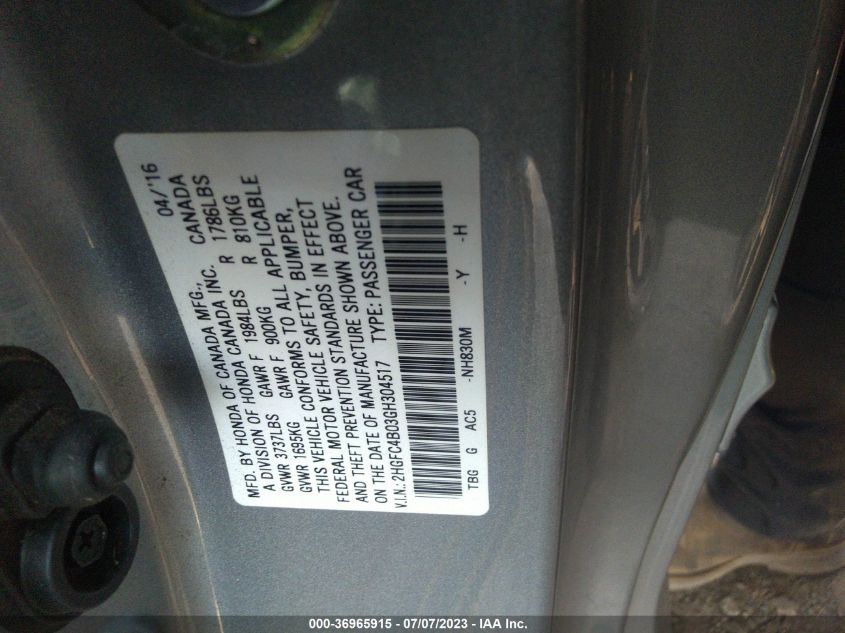 MFD. BY HONDA OF CANADA MFG., 04/'16
A DIVISION OF HONDA CANADA INC. CANADA
GVWR 3737LBS GAWR F 1984LBS R 1786LBS
GVWR 1695KG GAWR F 900KG R 810KG
THIS VEHICLE CONFORMS TO ALL APPLICABLE
FEDERAL MOTOR VEHICLE SAFETY, BUMPER,
AND THEFT PREVENTION STANDARDS IN EFFECT
ON THE DATE OF MANUFACTURE SHOWN ABOVE.
V.I.N.: 2HGFC4B03GH304517 TYPE: PASSENGER CAR
TBG G AC5 -NH830M -Y -H
000-36965915 - 07/07/2023 - IAA Inc.